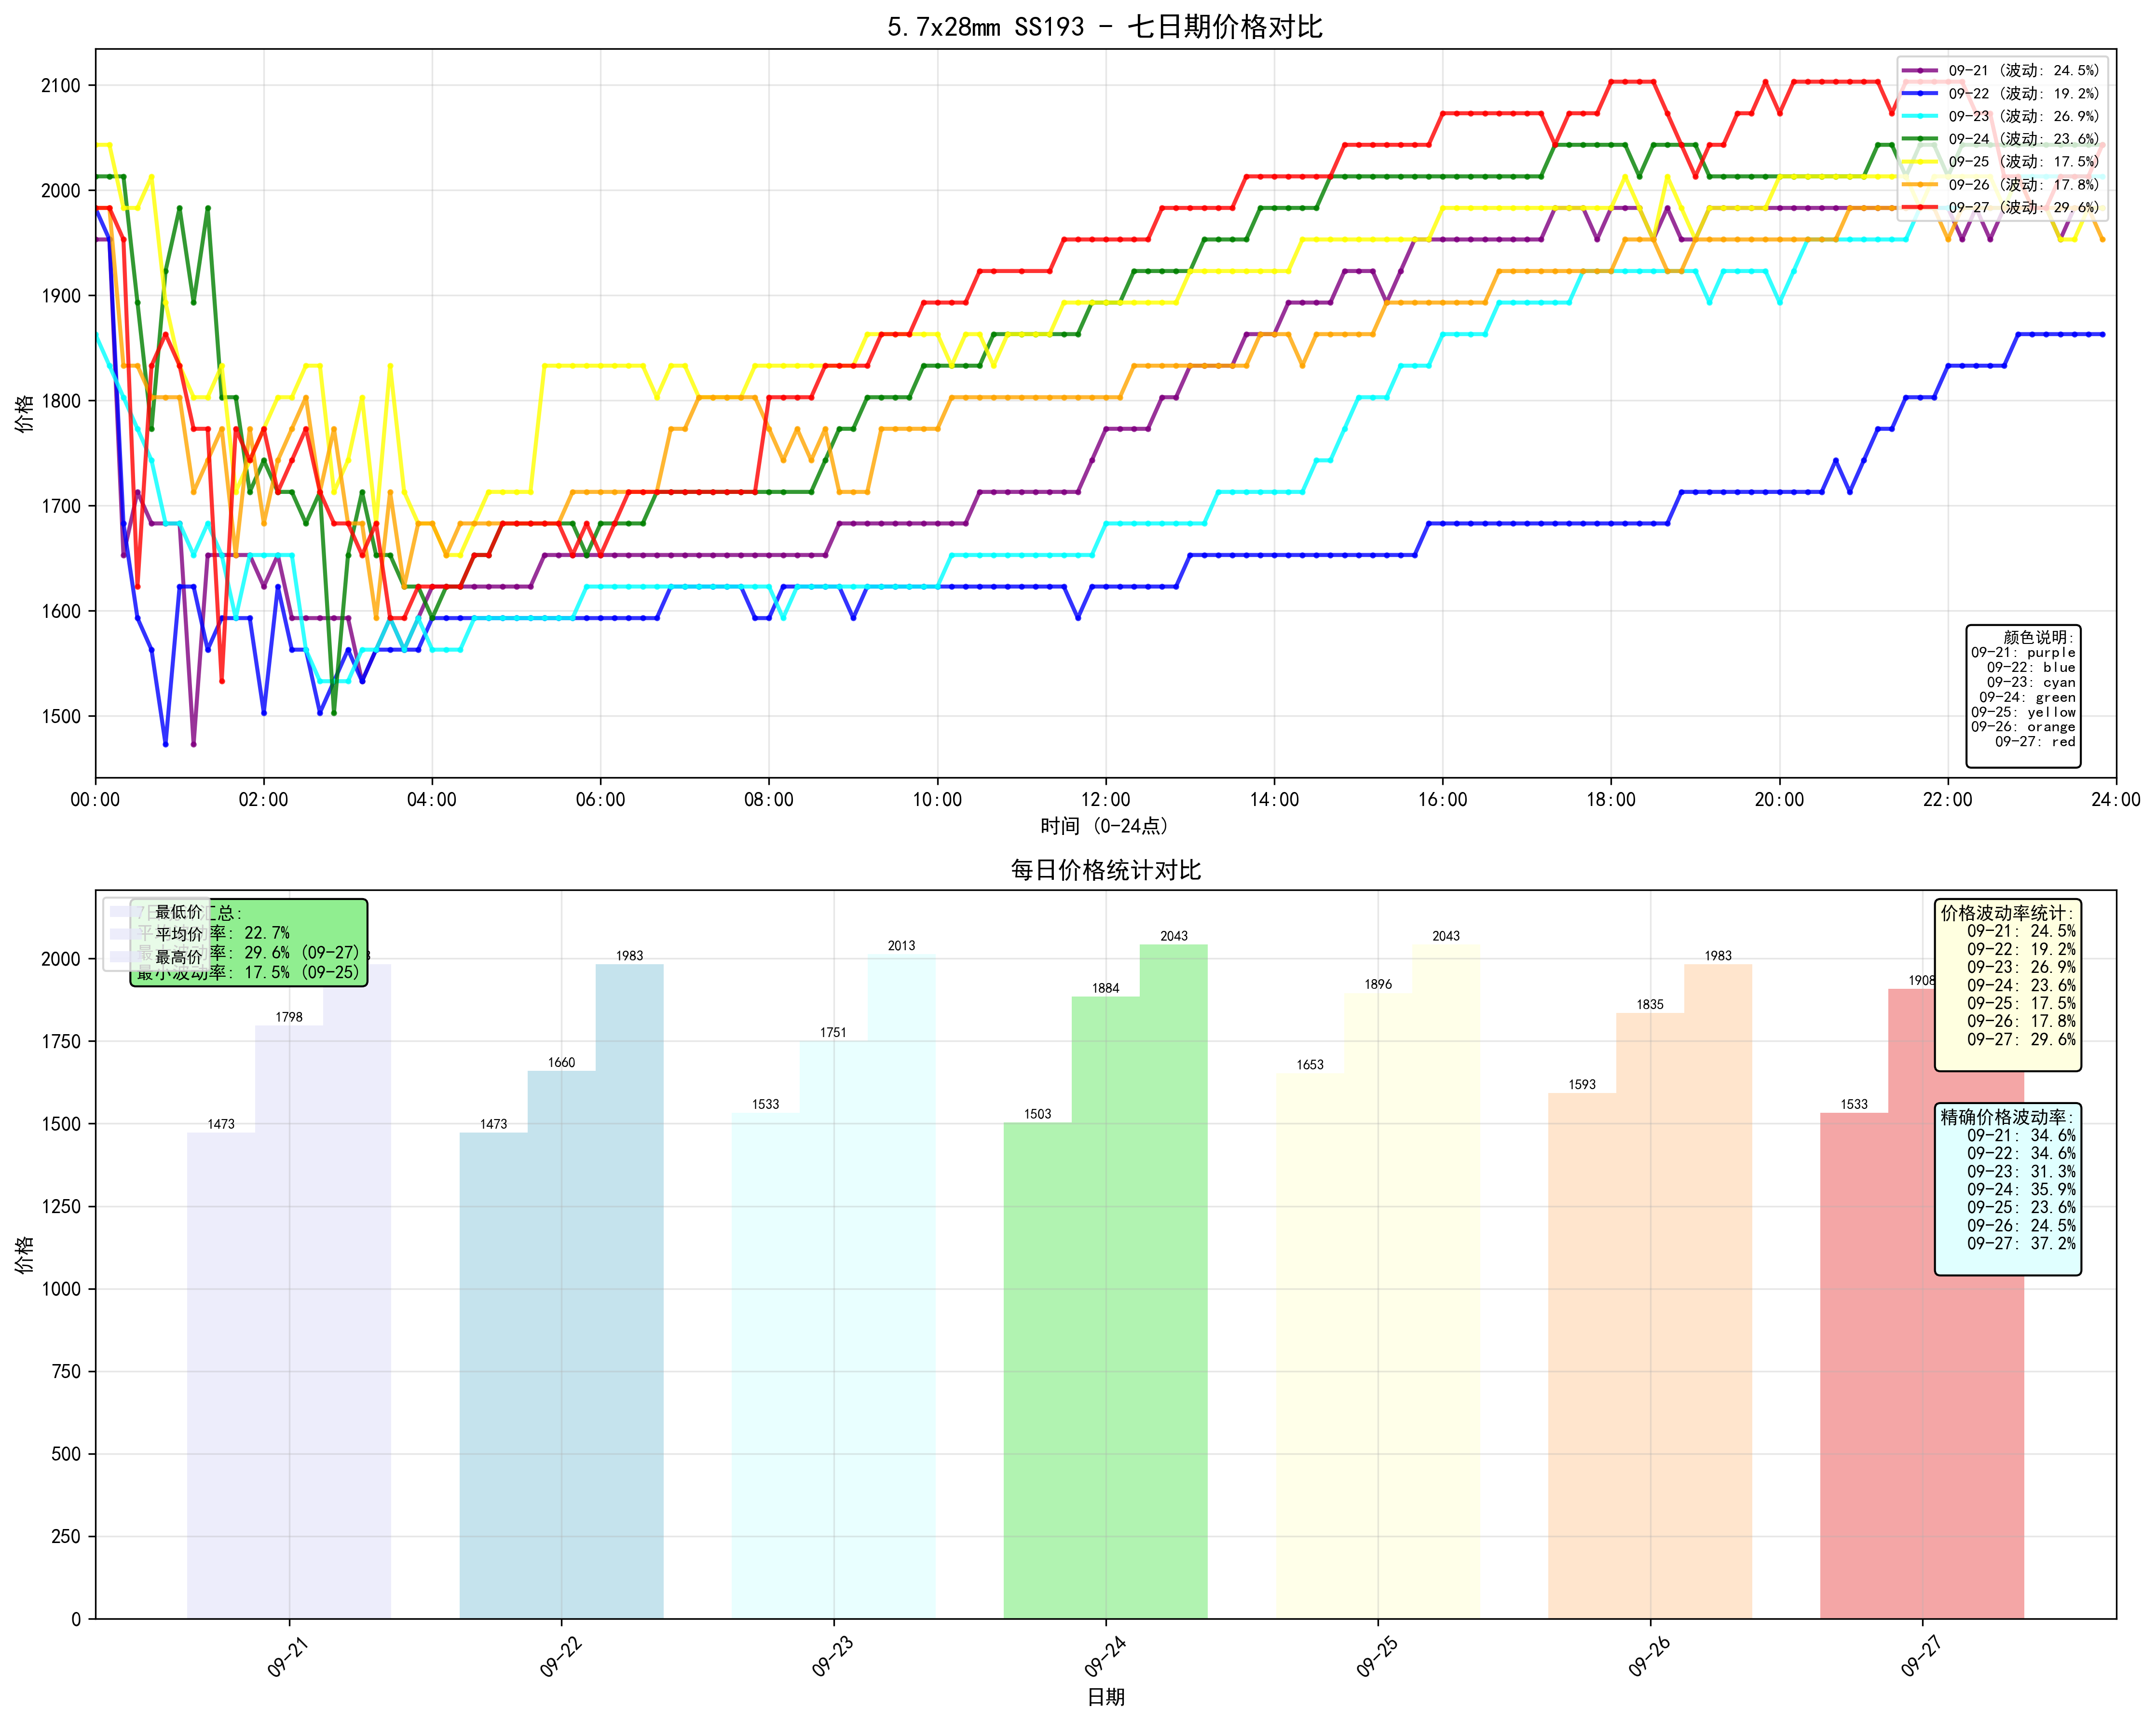 5.7x28mm SS193 - 七日期价格对比
价格
2100
2000
1900
1800
1700
1600
1500
09-21 (波动: 24.5%)
09-22 (波动: 19.2%)
09-23 (波动: 26.9%)
09-24 (波动: 23.6%)
09-25 (波动: 17.5%)
09-26 (波动: 17.8%)
09-27 (波动: 29.6%)
颜色说明:
09-21: purple
09-22: blue
09-23: cyan
09-24: green
09-25: yellow
09-26: orange
09-27: red
00:00 02:00 04:00 06:00 08:00 10:00 12:00 14:00 16:00 18:00 20:00 22:00 24:00
时间 (0-24点)
每日价格统计对比
价格
2000
1750
1500
1250
1000
750
500
250
0
最低价
平均价
最高价
7日 汇总:
平 率: 22.7%
最 率: 29.6% (09-27)
最小波动率: 17.5% (09-25)
1473 1798
1473 1660 1983
1533 1751 2013
1503 1884 2043
1653 1896 2043
1593 1835 1983
1533 1908
价格波动率统计:
09-21: 24.5%
09-22: 19.2%
09-23: 26.9%
09-24: 23.6%
09-25: 17.5%
09-26: 17.8%
09-27: 29.6%
精确价格波动率:
09-21: 34.6%
09-22: 34.6%
09-23: 31.3%
09-24: 35.9%
09-25: 23.6%
09-26: 24.5%
09-27: 37.2%
09-21 09-22 09-23 09-24 09-25 09-26 09-27
日期